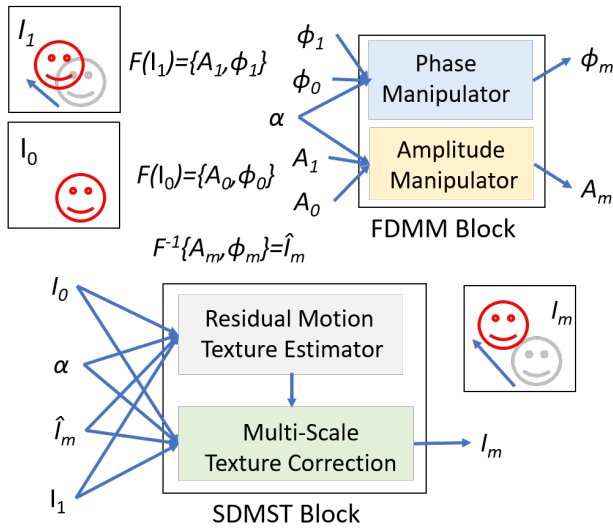 I₁
F(I₁)={A₁,ϕ₁}
I₀
F(I₀)={A₀,ϕ₀}
ϕ₁
ϕ₀
α
A₁
A₀
Phase
Manipulator
Amplitude
Manipulator
ϕₘ
Aₘ
FDMM Block
F⁻¹{Aₘ,ϕₘ}=Îₘ
I₀
α
Îₘ
I₁
Residual Motion
Texture Estimator
Multi-Scale
Texture Correction
Iₘ
Iₘ
SDMST Block